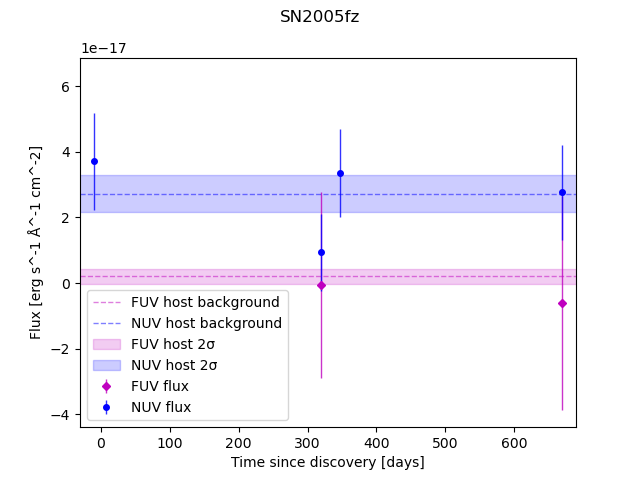 SN2005fz
1e−17
Flux [erg s^-1 Å^-1 cm^-2]
6
4
2
0
−2
−4
FUV host background
NUV host background
FUV host 2σ
NUV host 2σ
FUV flux
NUV flux
0 100 200 300 400 500 600
Time since discovery [days]